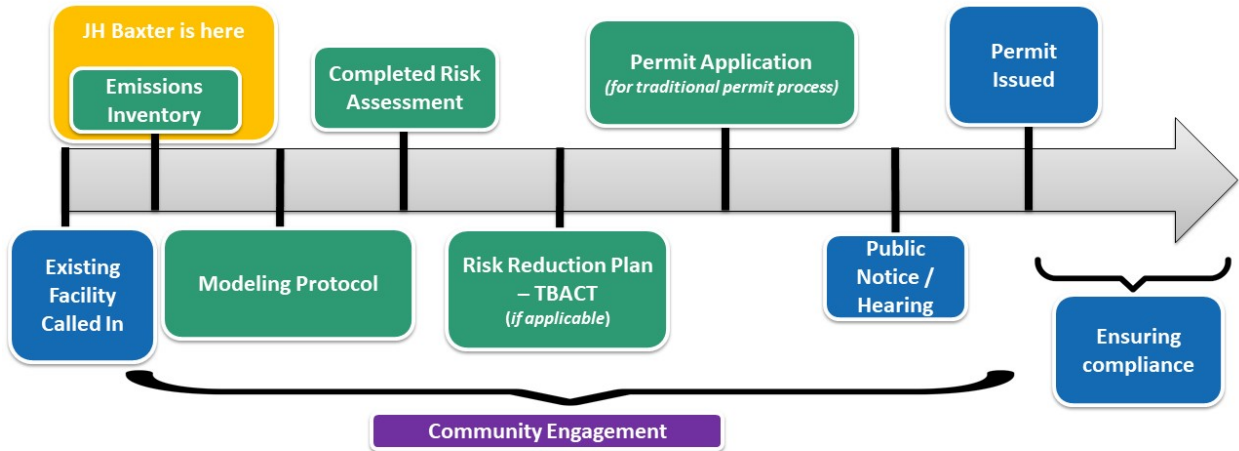 JH Baxter is here
Emissions
Inventory
Completed Risk
Assessment
Permit Application
(for traditional permit process)
Permit
Issued
Existing
Facility
Called In
Modeling Protocol
Risk Reduction Plan
– TBACT
(if applicable)
Public
Notice /
Hearing
Ensuring
compliance
Community Engagement